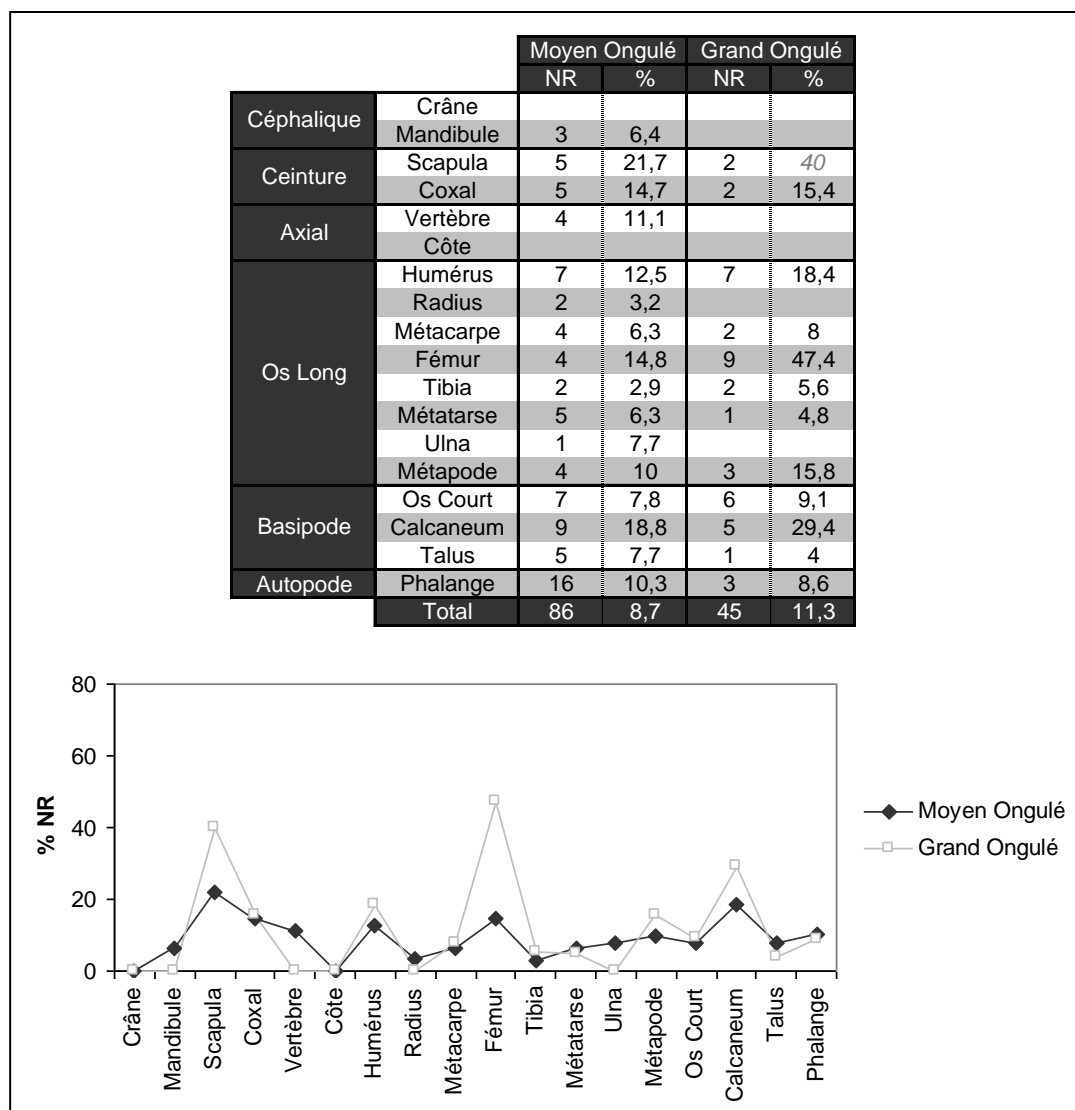 Moyen Ongulé Grand Ongulé
NR % NR %
Céphalique Crâne
Mandibule 3 6,4
Ceinture Scapula 5 21,7 2 40
Coxal 5 14,7 2 15,4
Axial Vertèbre 4 11,1
Côte
Os Long Humérus 7 12,5 7 18,4
Radius 2 3,2
Métacarpe 4 6,3 2 8
Fémur 4 14,8 9 47,4
Tibia 2 2,9 2 5,6
Métatarse 5 6,3 1 4,8
Ulna 1 7,7
Métapode 4 10 3 15,8
Basipode Os Court 7 7,8 6 9,1
Calcaneum 9 18,8 5 29,4
Talus 5 7,7 1 4
Autopode Phalange 16 10,3 3 8,6
Total 86 8,7 45 11,3
80
60
40
20
0
% NR
Crâne
Mandibule
Scapula
Coxal
Vertèbre
Côte
Humérus
Radius
Métacarpe
Fémur
Tibia
Métatarse
Ulna
Métapode
Os Court
Calcaneum
Talus
Phalange
Moyen Ongulé
Grand Ongulé